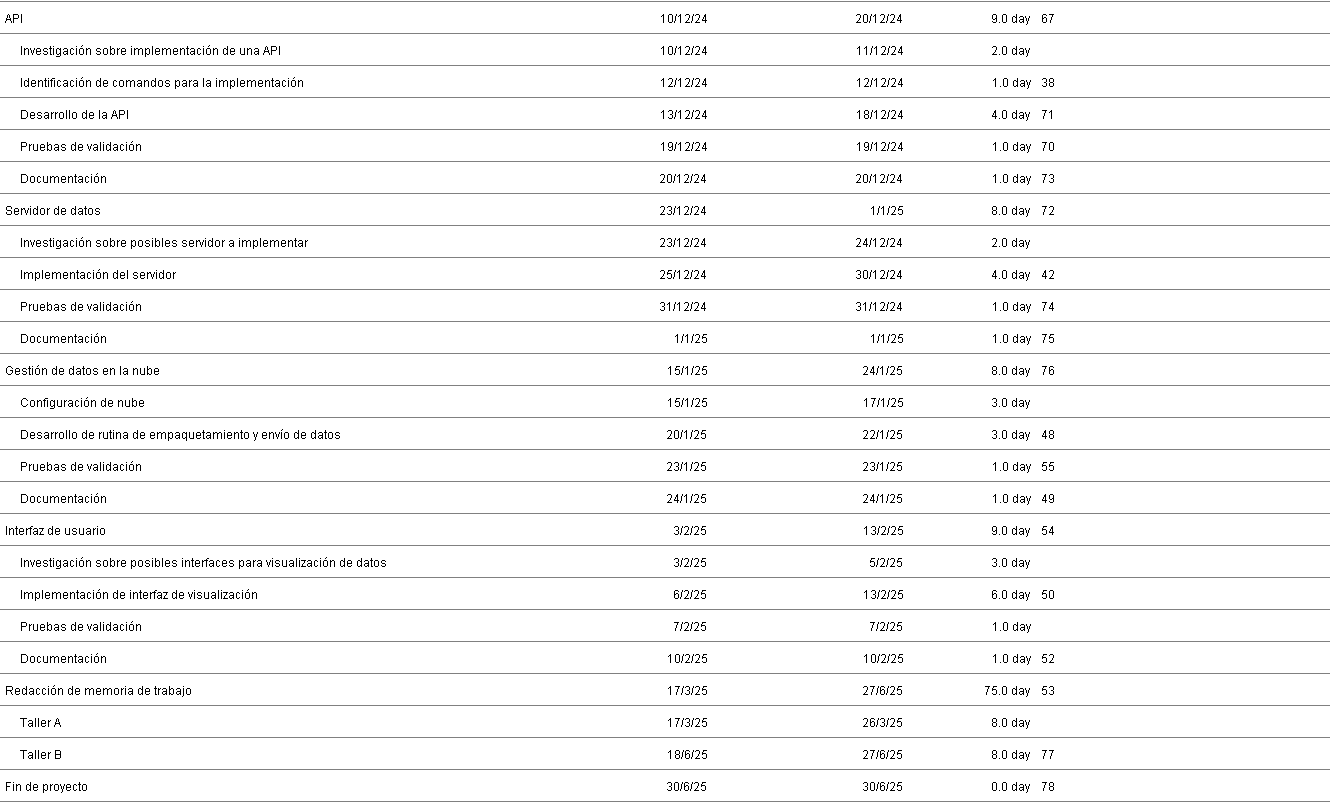 API 10/12/24 20/12/24 9.0 day 67
Investigación sobre implementación de una API 10/12/24 11/12/24 2.0 day
Identificación de comandos para la implementación 12/12/24 12/12/24 1.0 day 38
Desarrollo de la API 13/12/24 18/12/24 4.0 day 71
Pruebas de validación 19/12/24 19/12/24 1.0 day 70
Documentación 20/12/24 20/12/24 1.0 day 73
Servidor de datos 23/12/24 1/1/25 8.0 day 72
Investigación sobre posibles servidor a implementar 23/12/24 24/12/24 2.0 day
Implementación del servidor 25/12/24 30/12/24 4.0 day 42
Pruebas de validación 31/12/24 31/12/24 1.0 day 74
Documentación 1/1/25 1/1/25 1.0 day 75
Gestión de datos en la nube 15/1/25 24/1/25 8.0 day 76
Configuración de nube 15/1/25 17/1/25 3.0 day
Desarrollo de rutina de empaquetamiento y envío de datos 20/1/25 22/1/25 3.0 day 48
Pruebas de validación 23/1/25 23/1/25 1.0 day 55
Documentación 24/1/25 24/1/25 1.0 day 49
Interfaz de usuario 3/2/25 13/2/25 9.0 day 54
Investigación sobre posibles interfaces para visualización de datos 3/2/25 5/2/25 3.0 day
Implementación de interfaz de visualización 6/2/25 13/2/25 6.0 day 50
Pruebas de validación 7/2/25 7/2/25 1.0 day
Documentación 10/2/25 10/2/25 1.0 day 52
Redacción de memoria de trabajo 17/3/25 27/6/25 75.0 day 53
Taller A 17/3/25 26/3/25 8.0 day
Taller B 18/6/25 27/6/25 8.0 day 77
Fin de proyecto 30/6/25 30/6/25 0.0 day 78